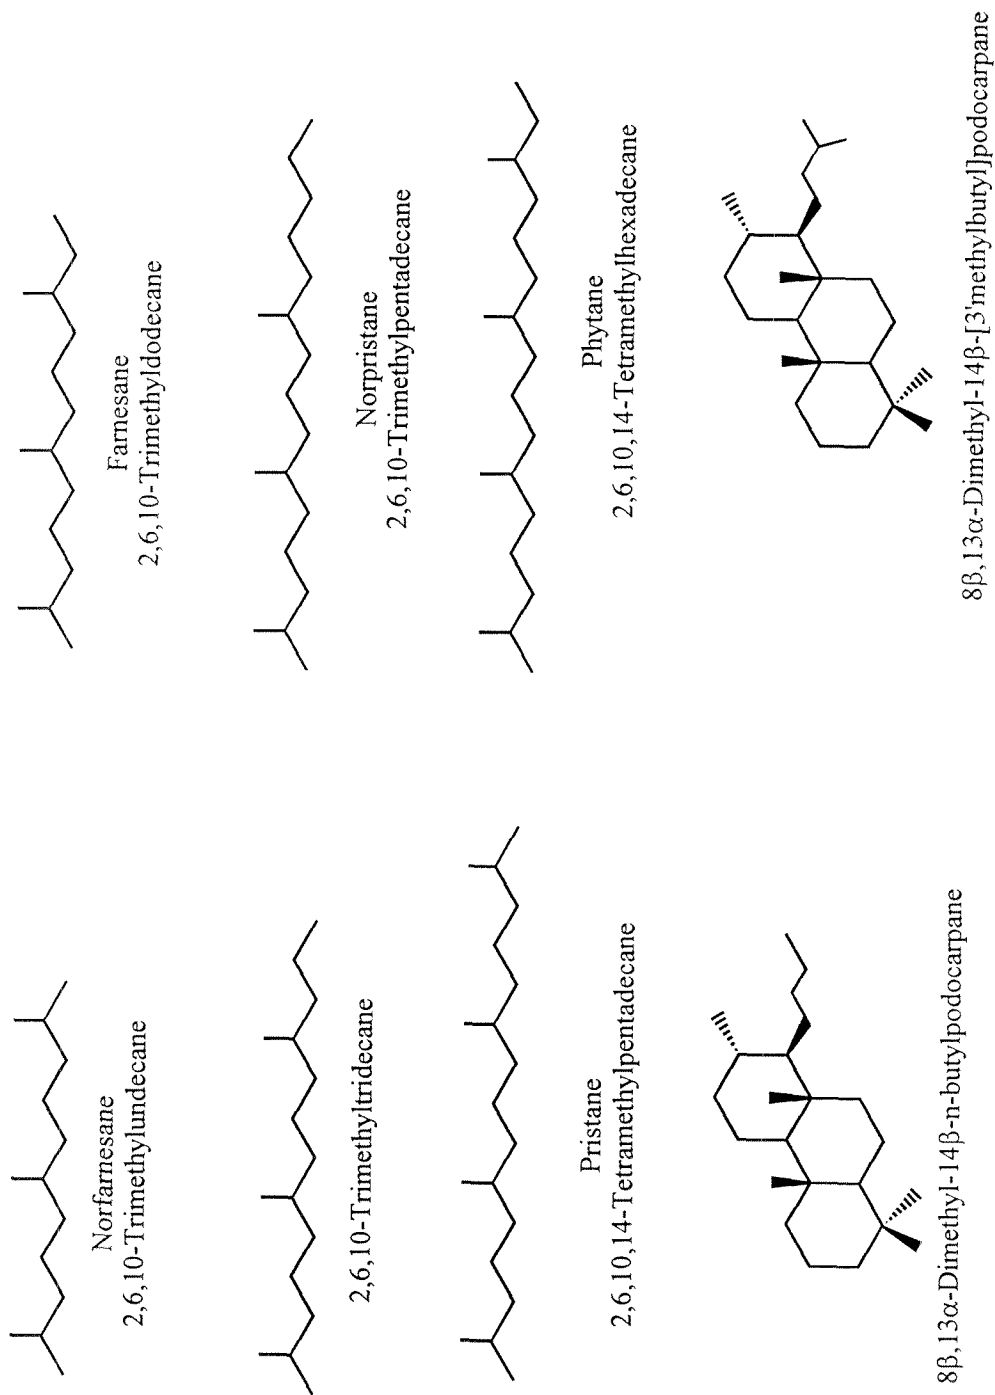 Norfarnesane
2,6,10-Trimethylundecane
Farnesane
2,6,10-Trimethyldodecane
2,6,10-Trimethyltridecane
Norpristane
2,6,10-Trimethylpentadecane
Pristane
2,6,10,14-Tetramethylpentadecane
Phytane
2,6,10,14-Tetramethylhexadecane
8β,13α-Dimethyl-14β-n-butylpodocarpane
8β,13α-Dimethyl-14β-[3'methylbutyl]podocarpane